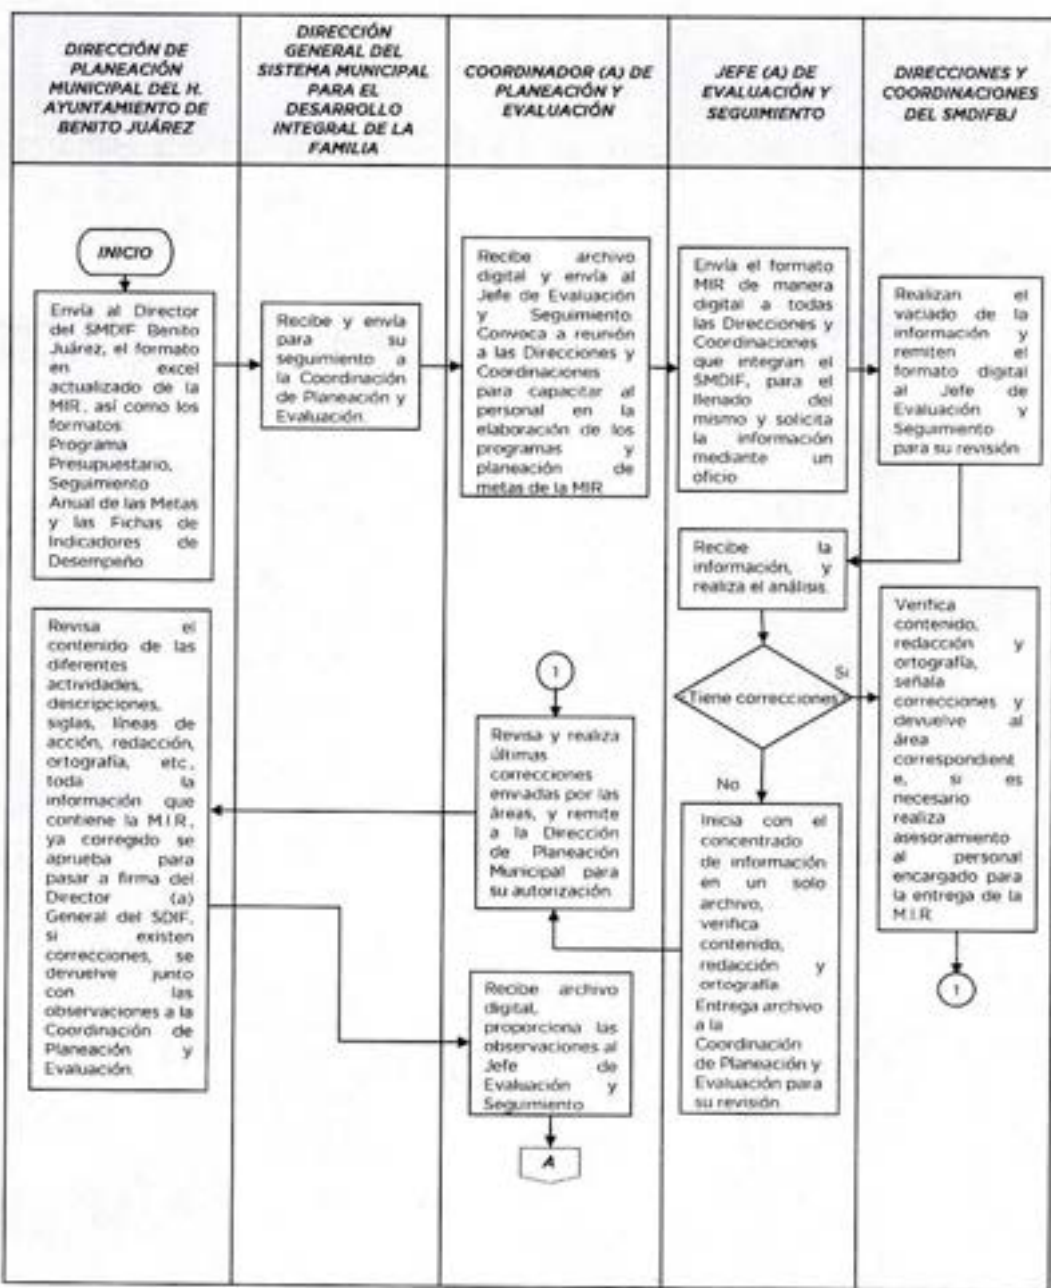 DIRECCIÓN DE
PLANEACIÓN
MUNICIPAL DEL H.
AYUNTAMIENTO DE
BENITO JUÁREZ
DIRECCIÓN
GENERAL DEL
SISTEMA MUNICIPAL
PARA EL
DESARROLLO
INTEGRAL DE LA
FAMILIA
COORDINADOR (A) DE
PLANEACIÓN Y
EVALUACIÓN
JEFE (A) DE
EVALUACIÓN Y
SEGUIMIENTO
DIRECCIONES Y
COORDINACIONES
DEL SMDIFBJ
INICIO
Envía al Director
del SMDIF Benito
Juárez, el formato
en excel
actualizado de la
MIR, así como los
formatos
Programa
Presupuestario,
Seguimiento
Anual de las Metas
y las Fichas de
Indicadores de
Desempeño
Recibe y envía
para su
seguimiento a
la Coordinación
de Planeación y
Evaluación.
Recibe archivo
digital y envía al
Jefe de Evaluación
y Seguimiento.
Convoca a reunión
a las Direcciones y
Coordinaciones
para capacitar al
personal en la
elaboración de los
programas y
planeación de
metas de la MIR
Envía el formato
MIR de manera
digital a todas
las Direcciones y
Coordinaciones
que integran el
SMDIF, para el
llenado del
mismo y solicita
la información
mediante un
oficio
Realizan el
vaciado de la
información y
remiten el
formato digital
al Jefe de
Evaluación y
Seguimiento
para su revisión
Recibe la
información, y
realiza el análisis.
¿Tiene correcciones?
Si
No
Verifica
contenido,
redacción y
ortografía,
señala
correcciones y
devuelve al
área
correspondient
e, si es
necesario
realiza
asesoramiento
al personal
encargado para
la entrega de la
M.I.R
1
Inicia con el
concentrado
de información
en un solo
archivo,
verifica
contenido,
redacción y
ortografía
Entrega archivo
a la
Coordinación
de Planeación y
Evaluación para
su revisión
1
Revisa y realiza
últimas
correcciones
enviadas por las
áreas, y remite
a la Dirección
de Planeación
Municipal para
su autorización
Revisa el
contenido de las
diferentes
actividades,
descripciones,
siglas, líneas de
acción, redacción,
ortografía, etc,
toda la
información que
contiene la M.I.R,
ya corregido se
aprueba para
pasar a firma del
Director (a)
General del SDIF,
si existen
correcciones, se
devuelve junto
con las
observaciones a la
Coordinación de
Planeación y
Evaluación.
Recibe archivo
digital,
proporciona las
observaciones al
Jefe de
Evaluación y
Seguimiento
A